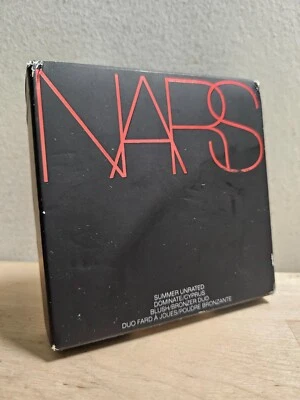 NARS
SUMMER UNRATED
DOMINATE/CYPRUS
BLUSH/BRONZER DUO
DUO FARD À JOUES/POUDRE BRONZANTE